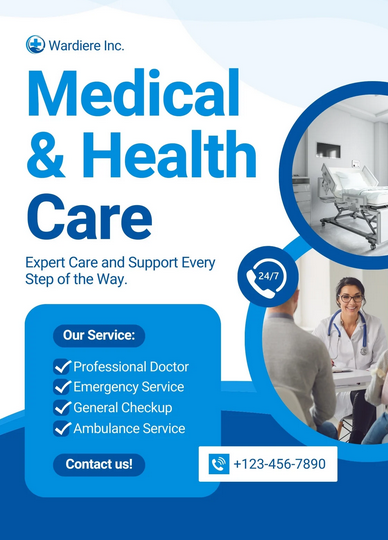 Wardiere Inc.
Medical
& Health
Care
Expert Care and Support Every
Step of the Way.
24/7
Our Service:
Professional Doctor
Emergency Service
General Checkup
Ambulance Service
Contact us!
+123-456-7890